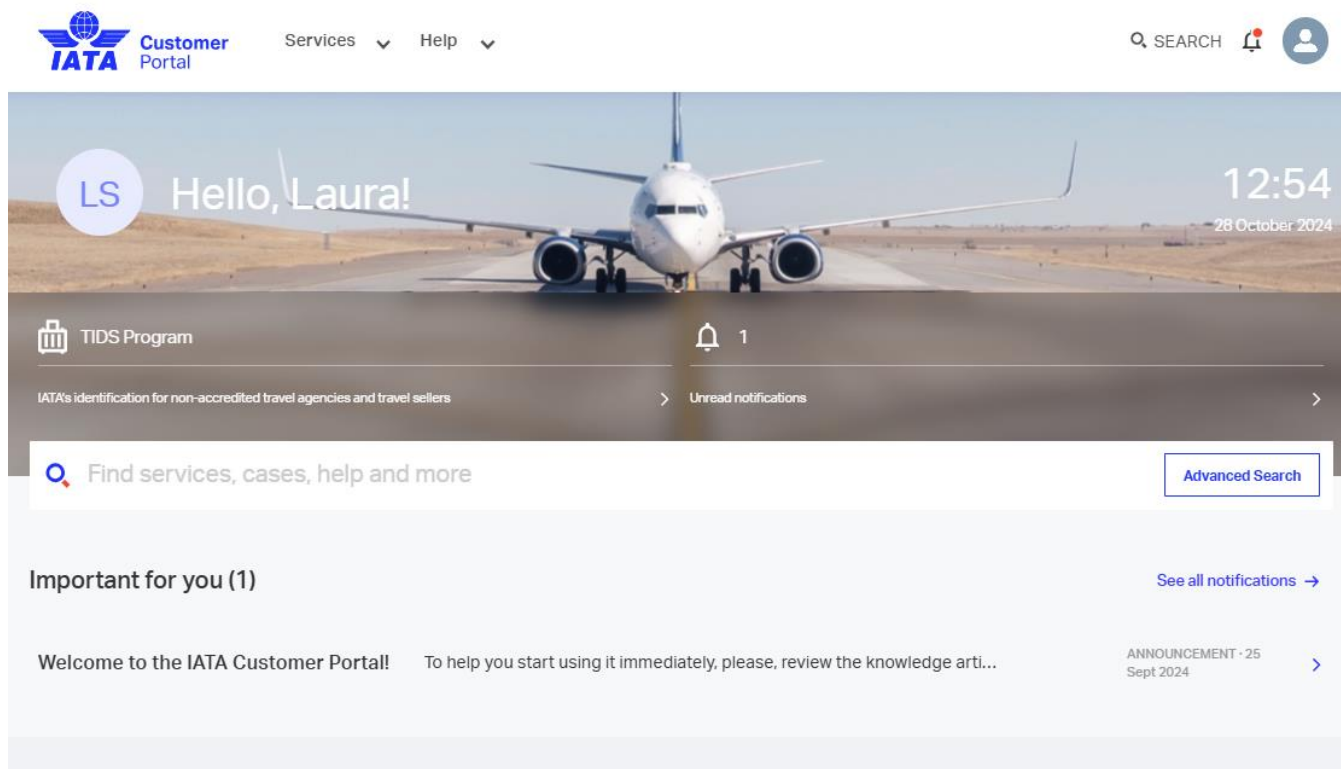 IATA
Customer
Portal
Services
Help
SEARCH
LS
Hello, Laura!
12:54
28 October 2024
TIDS Program
1
IATA's identification for non-accredited travel agencies and travel sellers
Unread notifications
Find services, cases, help and more
Advanced Search
Important for you (1)
See all notifications →
Welcome to the IATA Customer Portal!
To help you start using it immediately, please, review the knowledge arti...
ANNOUNCEMENT · 25
Sept 2024